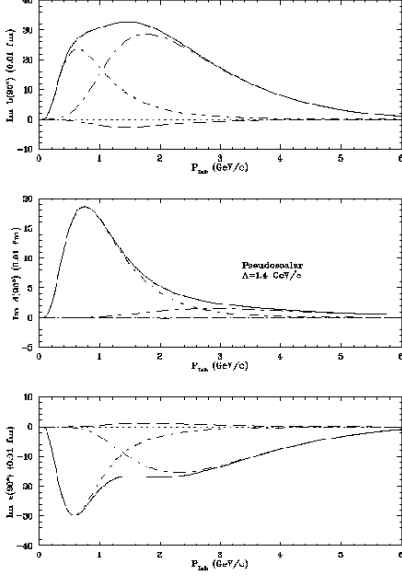 40
30
20
10
0
-10
Im b(90°) (0.01 fm)
0 1 2 3 4 5 6
P_Lab (GeV/c)
20
15
10
5
0
-5
Im d(90°) (0.01 fm)
Pseudoscalar
Λ=1.4 GeV/c
0 1 2 3 4 5 6
P_Lab (GeV/c)
10
0
-10
-20
-30
-40
Im e(90°) (0.01 fm)
0 1 2 3 4 5 6
P_Lab (GeV/c)